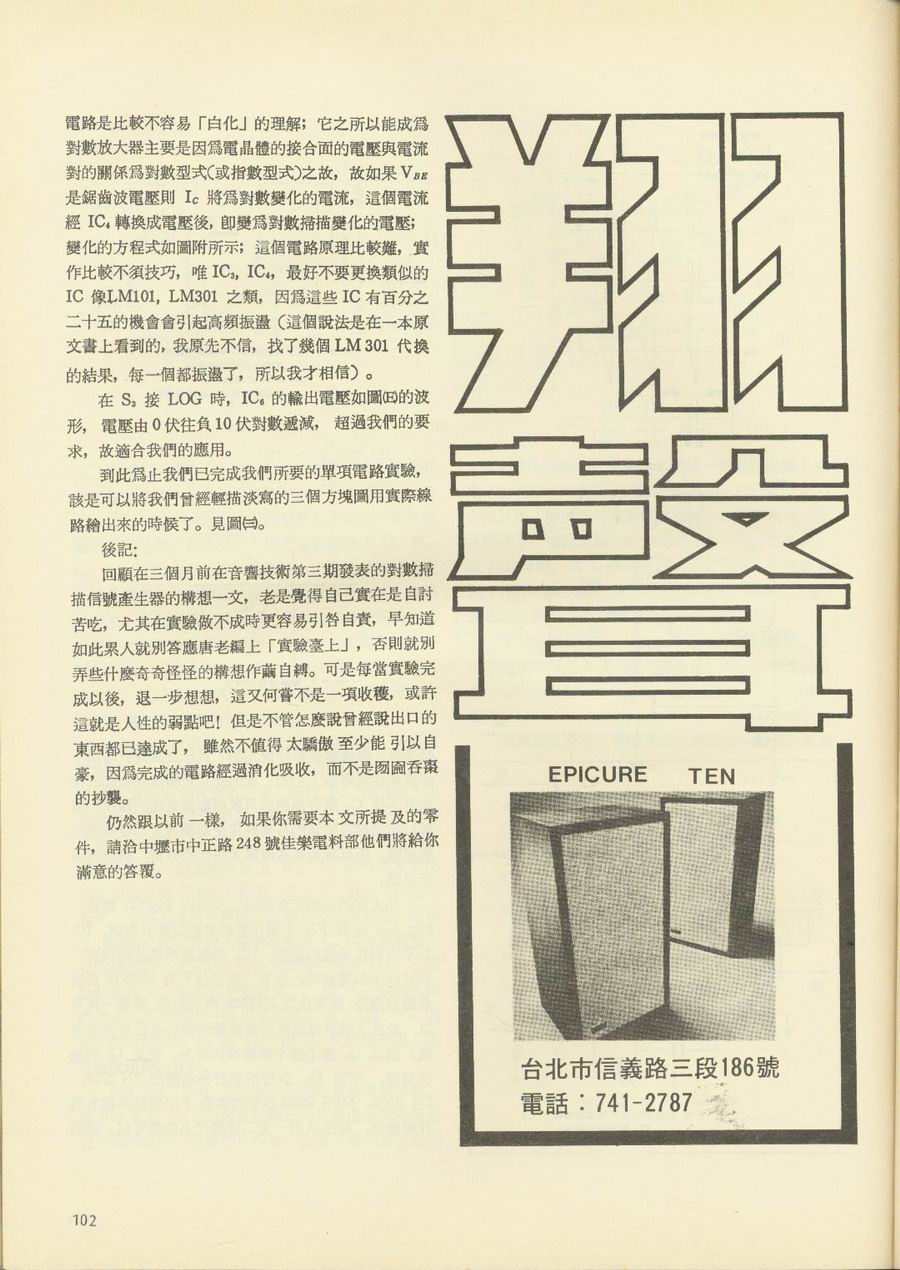 電路是比較不容易「白化」的理解；它之所以能成爲
對數放大器主要是因爲電晶體的接合面的電壓與電流
對的關係爲對數型式(或指數型式)之故，故如果 VBE
是鋸齒波電壓則 IC 將爲對數變化的電流，這個電流
經 IC4 轉換成電壓後，卽變爲對數掃描變化的電壓；
變化的方程式如圖附所示；這個電路原理比較難，實
作比較不須技巧，唯 IC3, IC4，最好不要更換類似的
IC 像LM101, LM301 之類，因爲這些 IC 有百分之
二十五的機會會引起高頻振盪（這個說法是在一本原
文書上看到的，我原先不信，找了幾個 LM 301 代換
的結果，每一個都振盪了，所以我才相信）。
在 S3 接 LOG 時，IC6 的輸出電壓如圖㈢的波
形，電壓由 0 伏往負 10 伏對數遞減，超過我們的要
求，故適合我們的應用。
到此爲止我們已完成我們所要的單項電路實驗，
該是可以將我們曾經輕描淡寫的三個方塊圖用實際線
路繪出來的時候了。見圖㈢。
後記：
回顧在三個月前在音響技術第三期發表的對數掃
描信號產生器的構想一文，老是覺得自己實在是自討
苦吃，尤其在實驗做不成時更容易引咎自責，早知道
如此累人就別答應唐老編上「實驗臺上」，否則就別
弄些什麼奇奇怪怪的構想作繭自縛。可是每當實驗完
成以後，退一步想想，這又何嘗不是一項收穫，或許
這就是人性的弱點吧！但是不管怎麼說曾經說出口的
東西都已達成了，雖然不値得 太驕傲 至少能 引以自
豪，因爲完成的電路經過消化吸收，而不是囫圇吞棗
的抄襲。
仍然跟以前 一樣，如果你需要本 文所提 及的零
件，請洽中壢市中正路 248 號佳樂電料部他們將給你
滿意的答覆。
翔
聲
EPICURE TEN
台北市信義路三段186號
電話：741-2787
102